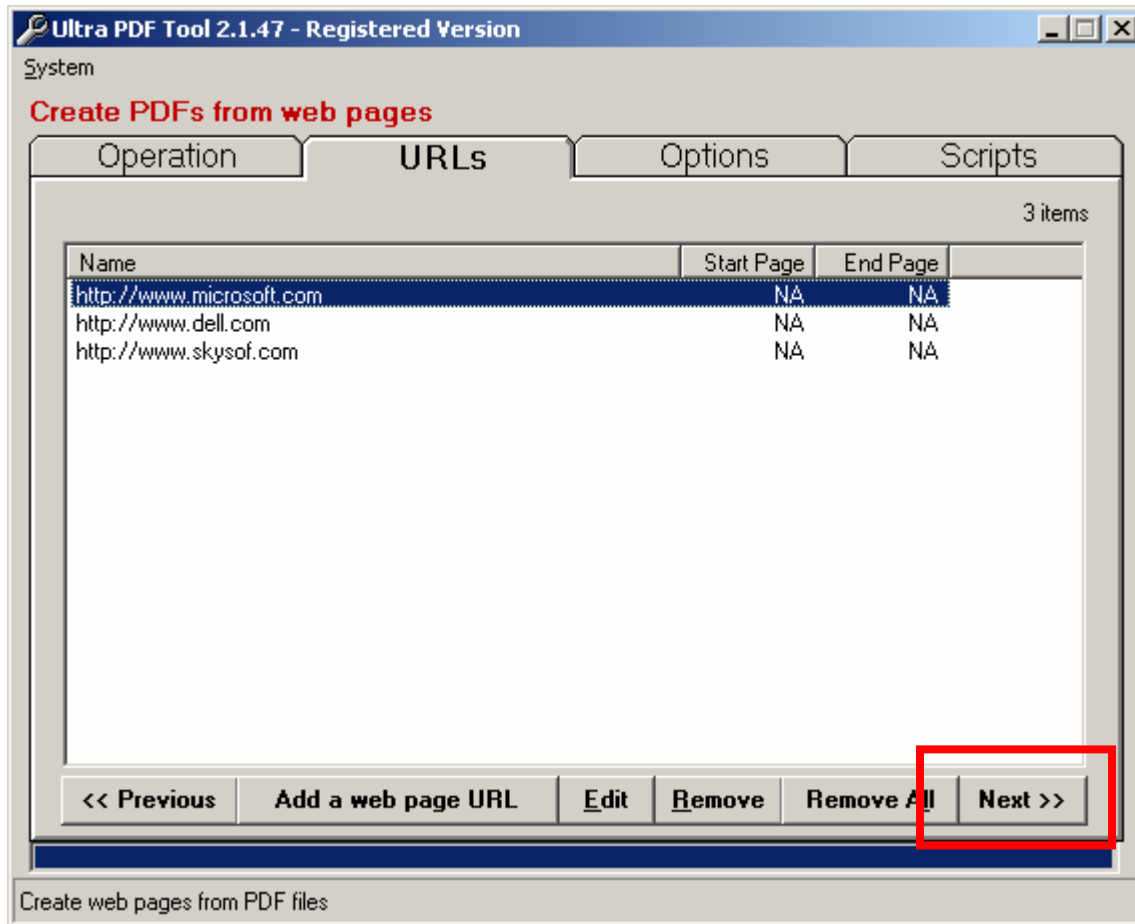 Ultra PDF Tool 2.1.47 - Registered Version
System
Create PDFs from web pages
Operation URLs Options Scripts
3 items
Name Start Page End Page
http://www.microsoft.com NA NA
http://www.dell.com NA NA
http://www.skysof.com NA NA
<< Previous Add a web page URL Edit Remove Remove All Next >>
Create web pages from PDF files